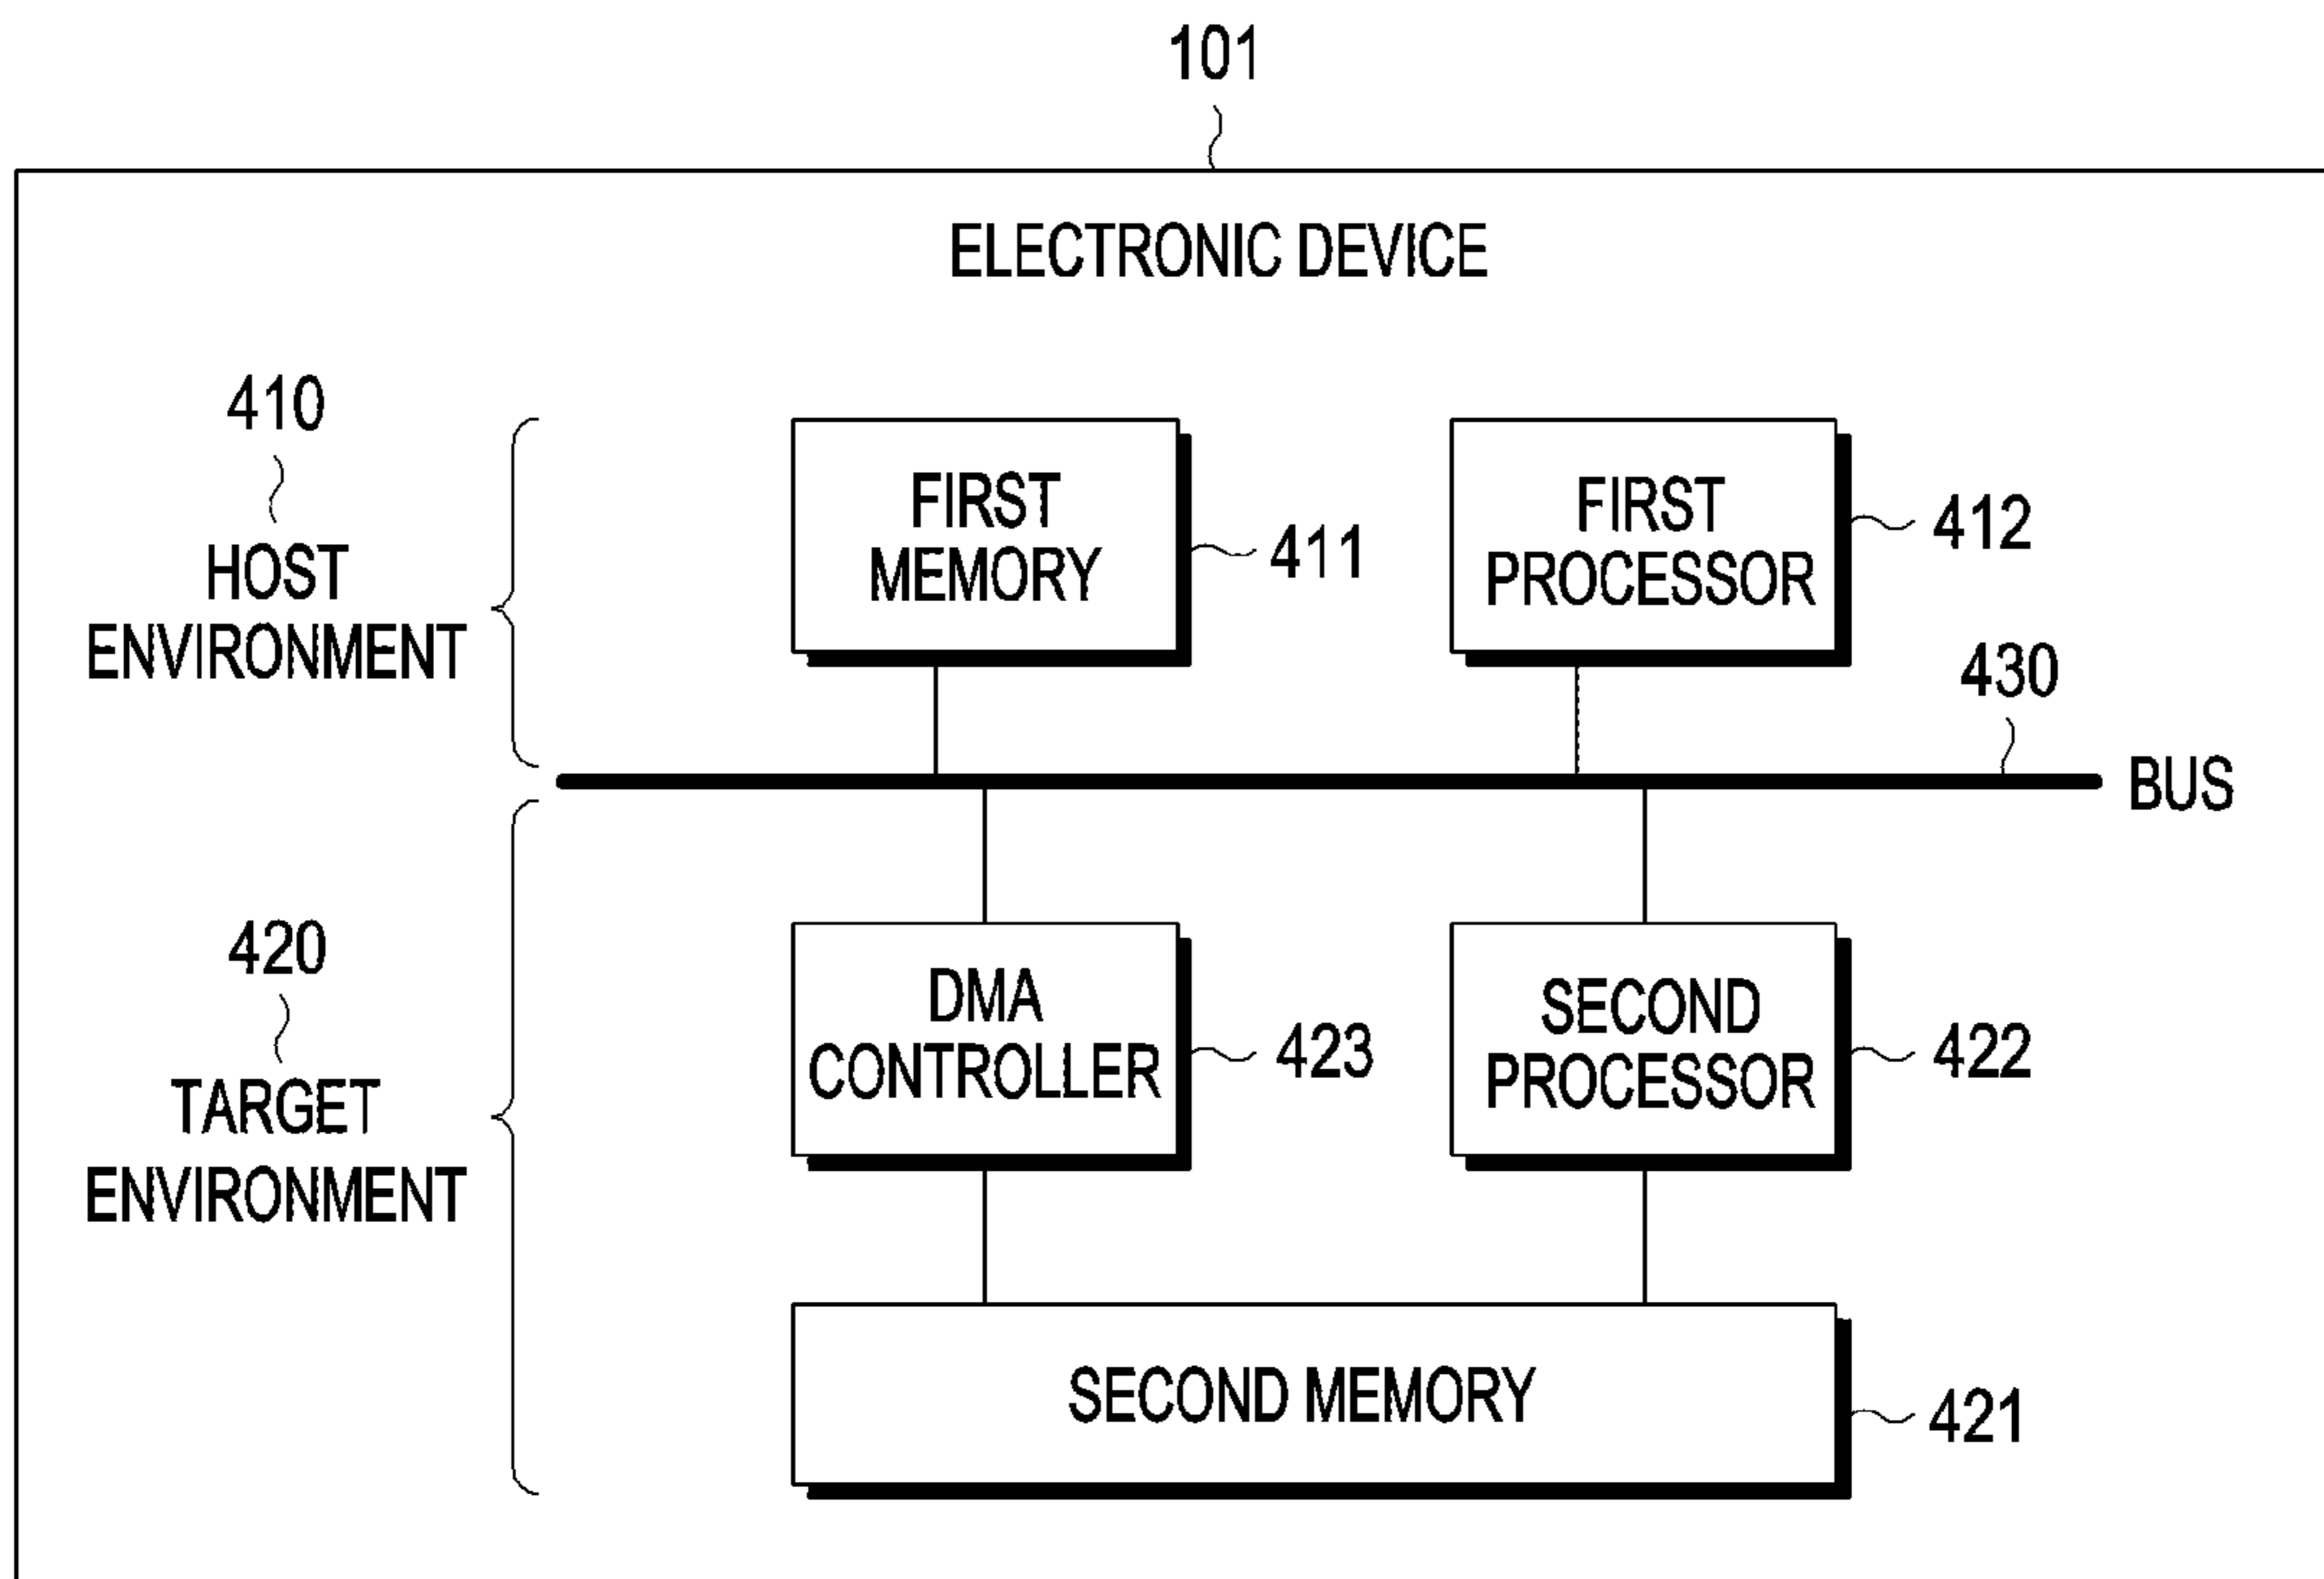 101
ELECTRONIC DEVICE
410
HOST
ENVIRONMENT
FIRST
MEMORY
411
FIRST
PROCESSOR
412
430
BUS
420
TARGET
ENVIRONMENT
DMA
CONTROLLER
423
SECOND
PROCESSOR
422
SECOND MEMORY
421